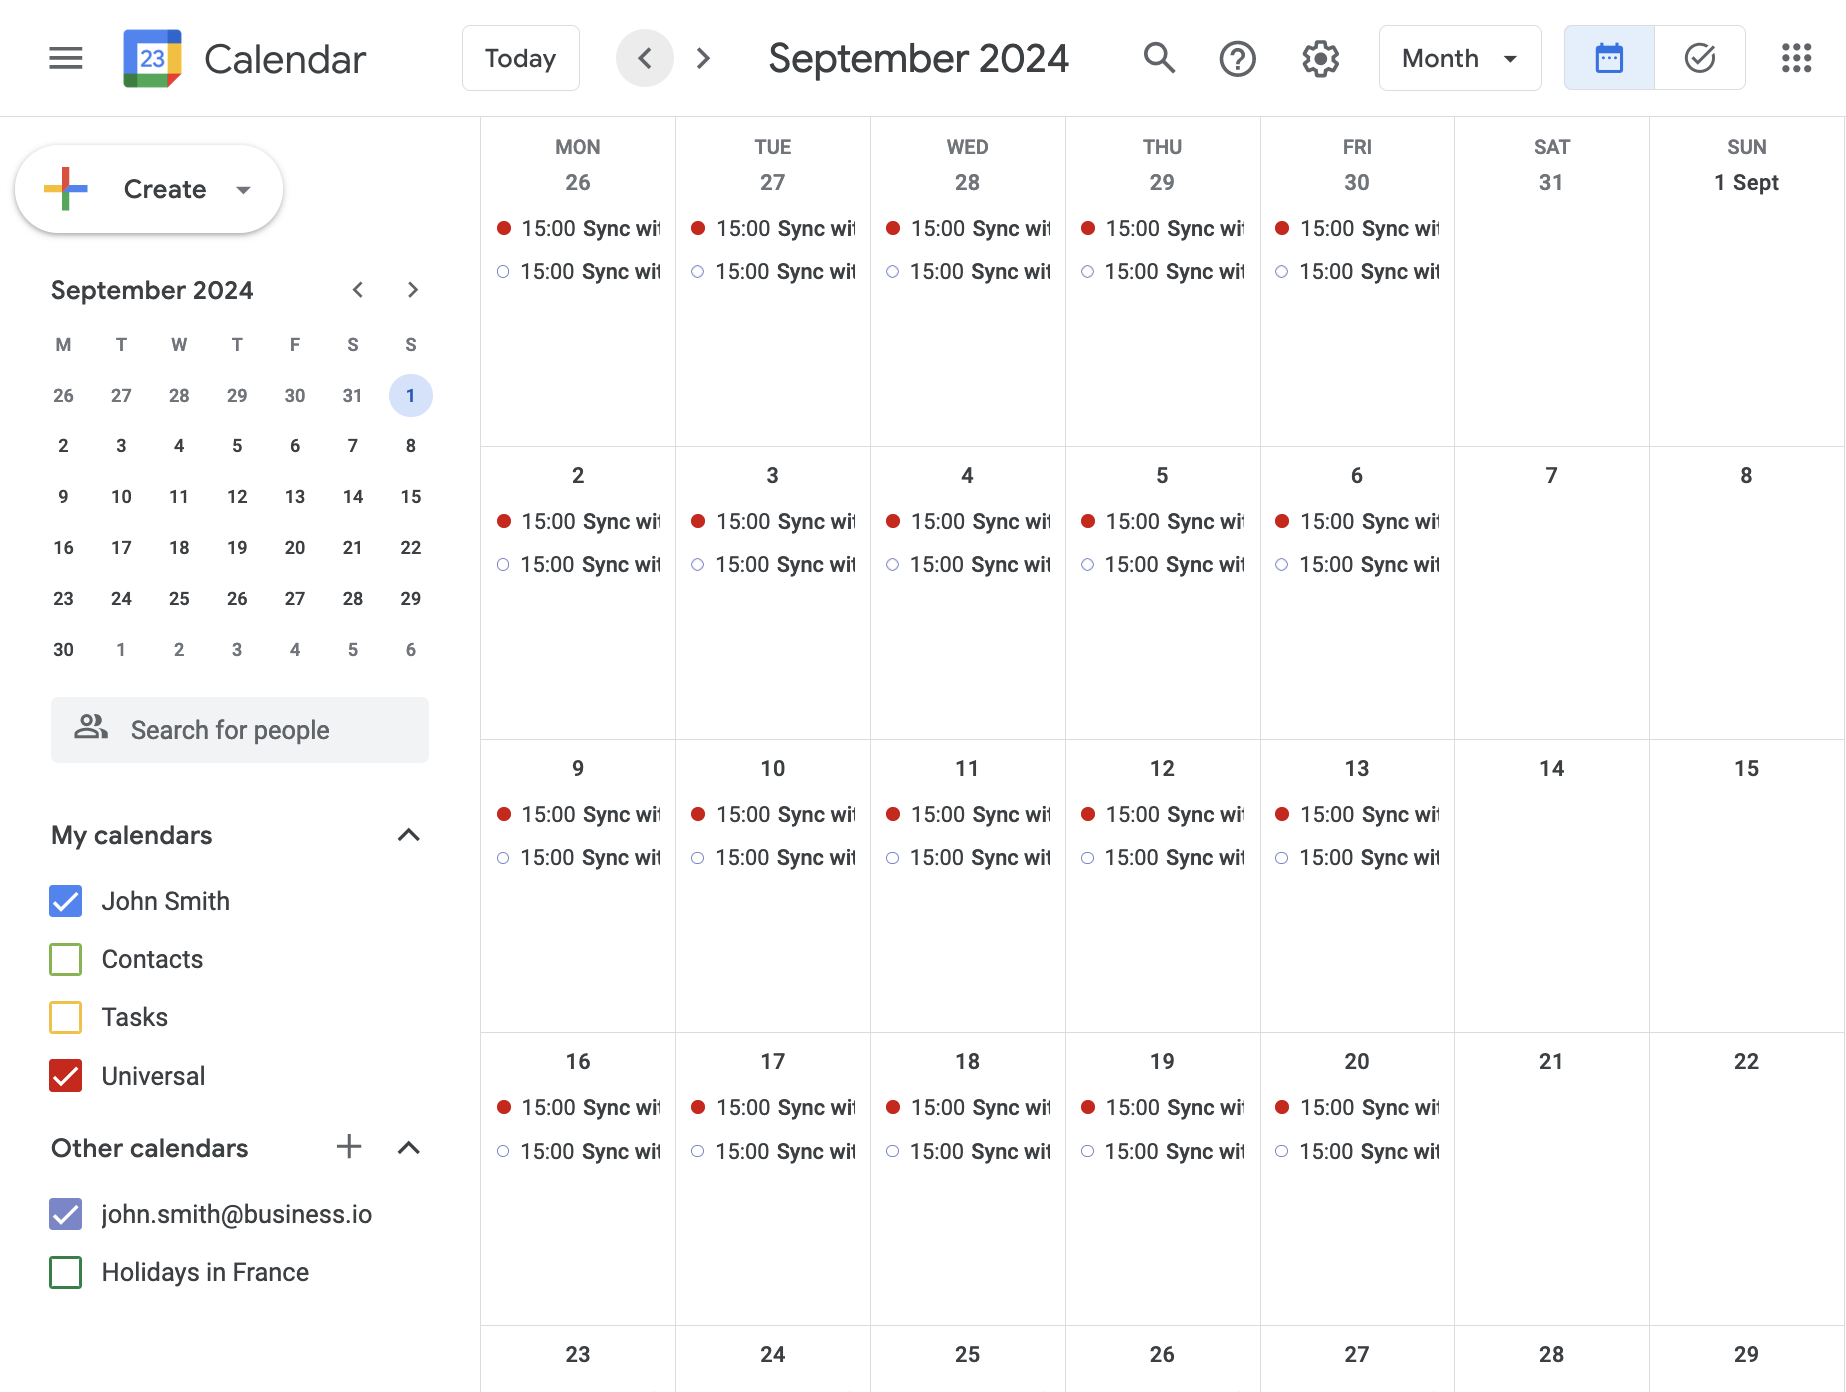 23 Calendar Today September 2024 Month
Create
September 2024
M T W T F S S
26 27 28 29 30 31 1
2 3 4 5 6 7 8
9 10 11 12 13 14 15
16 17 18 19 20 21 22
23 24 25 26 27 28 29
30 1 2 3 4 5 6
Search for people
My calendars
John Smith
Contacts
Tasks
Universal
Other calendars
john.smith@business.io
Holidays in France
MON TUE WED THU FRI SAT SUN
26 27 28 29 30 31 1 Sept
15:00 Sync wit 15:00 Sync wit 15:00 Sync wit 15:00 Sync wit 15:00 Sync wit
15:00 Sync wit 15:00 Sync wit 15:00 Sync wit 15:00 Sync wit 15:00 Sync wit
2 3 4 5 6 7 8
15:00 Sync wit 15:00 Sync wit 15:00 Sync wit 15:00 Sync wit 15:00 Sync wit
15:00 Sync wit 15:00 Sync wit 15:00 Sync wit 15:00 Sync wit 15:00 Sync wit
9 10 11 12 13 14 15
15:00 Sync wit 15:00 Sync wit 15:00 Sync wit 15:00 Sync wit 15:00 Sync wit
15:00 Sync wit 15:00 Sync wit 15:00 Sync wit 15:00 Sync wit 15:00 Sync wit
16 17 18 19 20 21 22
15:00 Sync wit 15:00 Sync wit 15:00 Sync wit 15:00 Sync wit 15:00 Sync wit
15:00 Sync wit 15:00 Sync wit 15:00 Sync wit 15:00 Sync wit 15:00 Sync wit
23 24 25 26 27 28 29